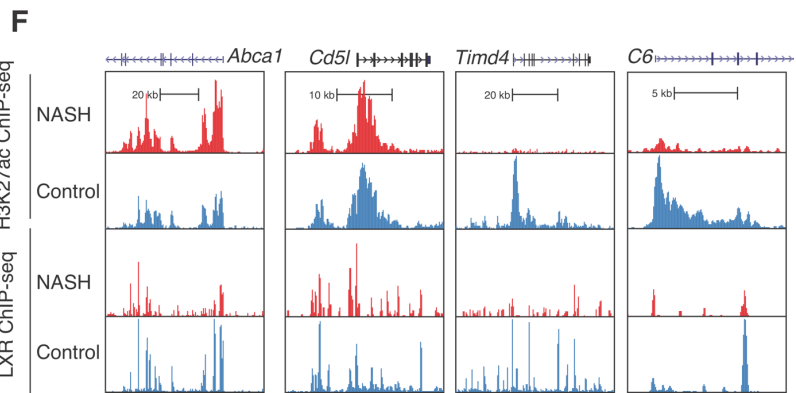 F
Abca1 Cd5l Timd4 C6
20 kb 10 kb 20 kb 5 kb
H3K27ac ChIP-seq
NASH
Control
LXR ChIP-seq
NASH
Control